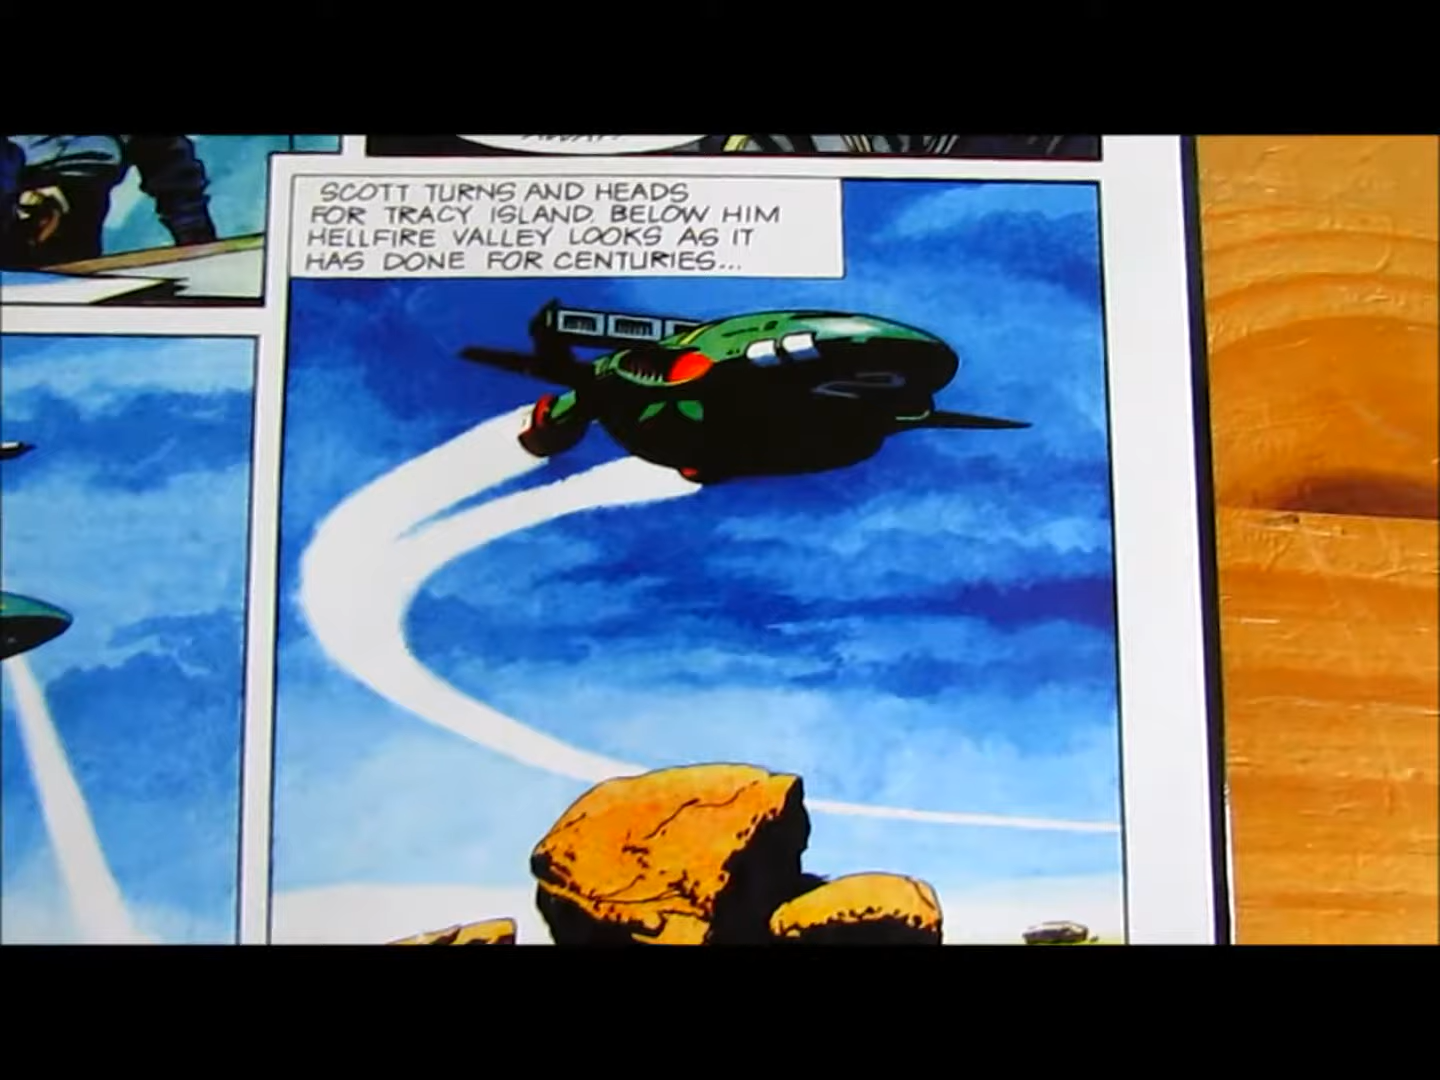 SCOTT TURNS AND HEADS
FOR TRACY ISLAND. BELOW HIM
HELLFIRE VALLEY LOOKS AS IT
HAS DONE FOR CENTURIES...